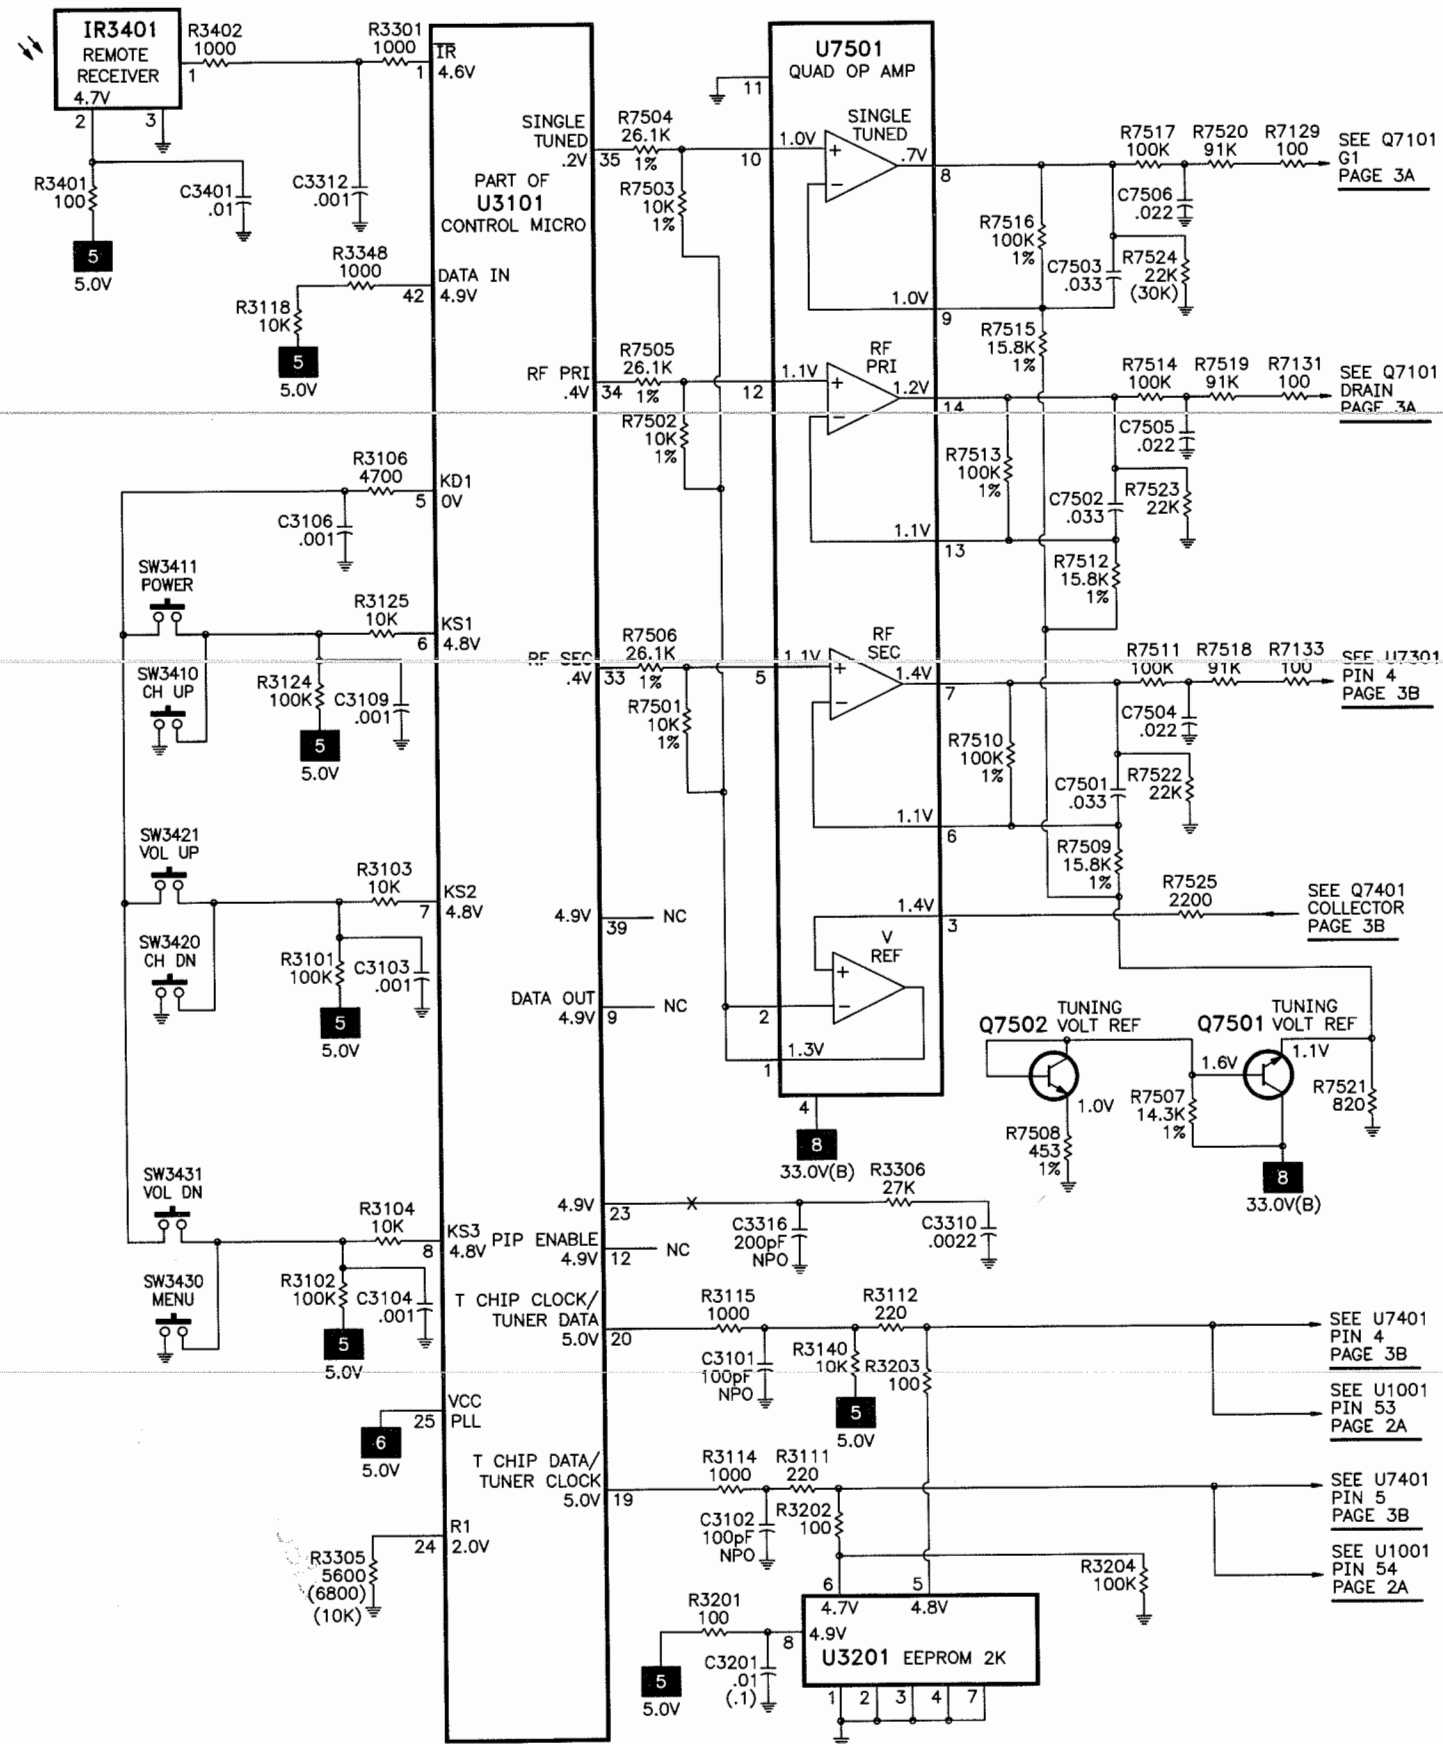 IR3401
REMOTE
RECEIVER
4.7V
2
3
1
R3402
1000
R3301
1000
1
IR
4.6V
R3401
100
5
5.0V
C3401
.01
C3312
.001
PART OF
U3101
CONTROL MICRO
R3348
1000
42
DATA IN
4.9V
R3118
10K
5
5.0V
SINGLE
TUNED
.2V
35
R7504
26.1K
1%
R7503
10K
1%
U7501
QUAD OP AMP
11
10
1.0V
SINGLE
TUNED
+
−
.7V
8
1.0V
9
R7517
100K
R7520
91K
R7129
100
SEE Q7101
G1
PAGE 3A
C7506
.022
R7516
100K
1%
C7503
.033
R7524
22K
(30K)
R7515
15.8K
1%
RF PRI
.4V
34
R7505
26.1K
1%
R7502
10K
1%
12
1.1V
RF
PRI
+
−
1.2V
14
1.1V
13
R7514
100K
R7519
91K
R7131
100
SEE Q7101
DRAIN
PAGE 3A
C7505
.022
R7513
100K
1%
C7502
.033
R7523
22K
R7512
15.8K
1%
R3106
4700
5
KD1
0V
C3106
.001
SW3411
POWER
R3125
10K
6
KS1
4.8V
SW3410
CH UP
R3124
100K
C3109
.001
5
5.0V
RF SEC
.4V
33
R7506
26.1K
1%
R7501
10K
1%
5
1.1V
RF
SEC
+
−
1.4V
7
1.1V
6
R7511
100K
R7518
91K
R7133
100
SEE U7301
PIN 4
PAGE 3B
C7504
.022
R7510
100K
1%
C7501
.033
R7522
22K
R7509
15.8K
1%
SW3421
VOL UP
R3103
10K
7
KS2
4.8V
SW3420
CH DN
R3101
100K
C3103
.001
5
5.0V
4.9V
39
NC
DATA OUT
4.9V
9
NC
1.4V
3
V
REF
+
−
2
1.3V
1
4
8
33.0V(B)
R7525
2200
SEE Q7401
COLLECTOR
PAGE 3B
Q7502
TUNING
VOLT REF
1.0V
R7508
453
1%
R7507
14.3K
1%
Q7501
TUNING
VOLT REF
1.6V
1.1V
R7521
820
8
33.0V(B)
SW3431
VOL DN
R3104
10K
8
KS3
4.8V
SW3430
MENU
R3102
100K
C3104
.001
5
5.0V
4.9V
23
X
R3306
27K
C3316
200pF
NPO
C3310
.0022
PIP ENABLE
4.9V
12
NC
T CHIP CLOCK/
TUNER DATA
5.0V
20
R3115
1000
R3112
220
C3101
100pF
NPO
R3140
10K
5
5.0V
R3203
100
SEE U7401
PIN 4
PAGE 3B
SEE U1001
PIN 53
PAGE 2A
6
5.0V
25
VCC
PLL
T CHIP DATA/
TUNER CLOCK
5.0V
19
R3114
1000
R3111
220
C3102
100pF
NPO
R3202
100
SEE U7401
PIN 5
PAGE 3B
SEE U1001
PIN 54
PAGE 2A
24
R1
2.0V
R3305
5600
(6800)
(10K)
R3204
100K
R3201
100
5
5.0V
C3201
.01
(.1)
8
6
5
4.7V
4.8V
4.9V
U3201 EEPROM 2K
1
2
3
4
7